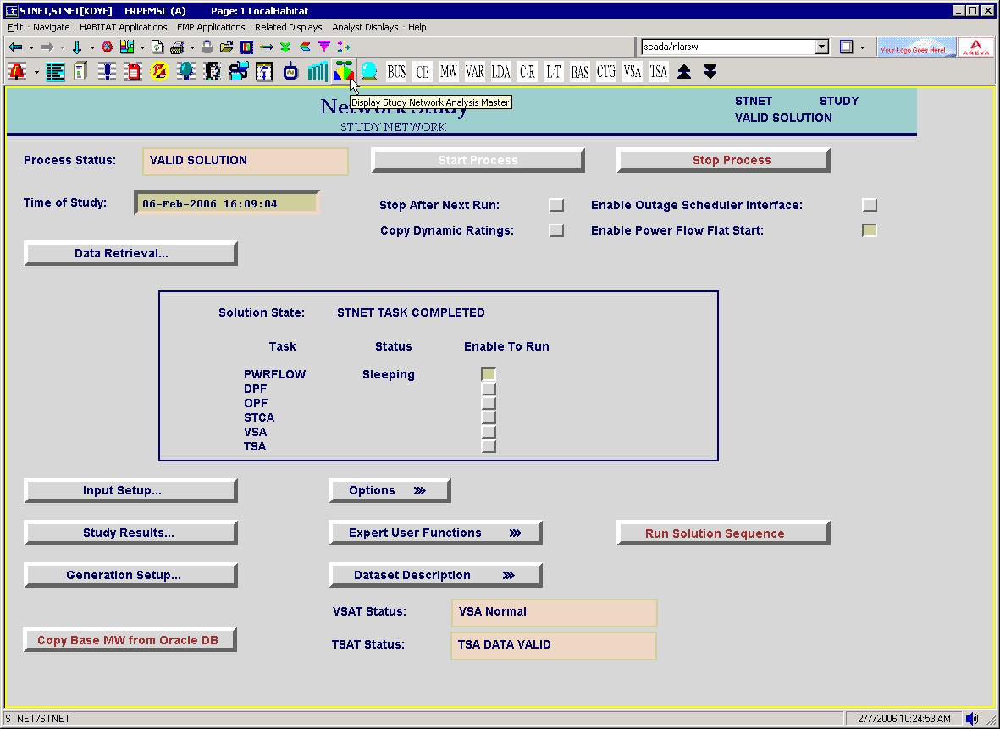 STNET,STNET[KDYE] ERPEMSC (A) Page: 1 LocalHabitat
Edit Navigate HABITAT Applications EMP Applications Related Displays Analyst Displays Help
scada/nlarsw
Your Logo Goes Here!
A AREVA
BUS CB MW VAR LDA C/R L/T BAS CTG VSA TSA
Display Study Network Analysis Master
Network Study
STUDY NETWORK
STNET STUDY
VALID SOLUTION
Process Status: VALID SOLUTION
Start Process
Stop Process
Time of Study: 06-Feb-2006 16:09:04
Stop After Next Run:
Enable Outage Scheduler Interface:
Copy Dynamic Ratings:
Enable Power Flow Flat Start:
Data Retrieval...
Solution State: STNET TASK COMPLETED
Task Status Enable To Run
PWRFLOW Sleeping
DPF
OPF
STCA
VSA
TSA
Input Setup...
Options >>>
Study Results...
Expert User Functions >>>
Run Solution Sequence
Generation Setup...
Dataset Description >>>
VSAT Status: VSA Normal
Copy Base MW from Oracle DB
TSAT Status: TSA DATA VALID
STNET/STNET
2/7/2006 10:24:53 AM